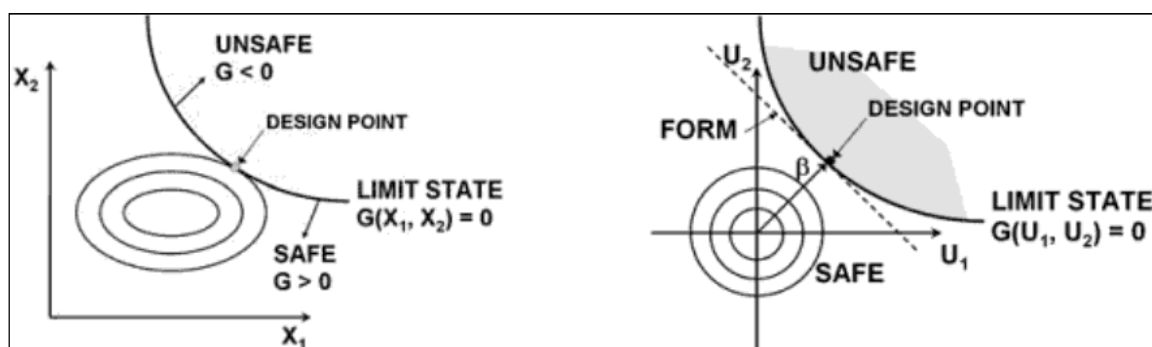 X₂
UNSAFE
G < 0
DESIGN POINT
LIMIT STATE
G(X₁, X₂) = 0
SAFE
G > 0
X₁
U₂
UNSAFE
DESIGN POINT
FORM
β
LIMIT STATE
G(U₁, U₂) = 0
U₁
SAFE